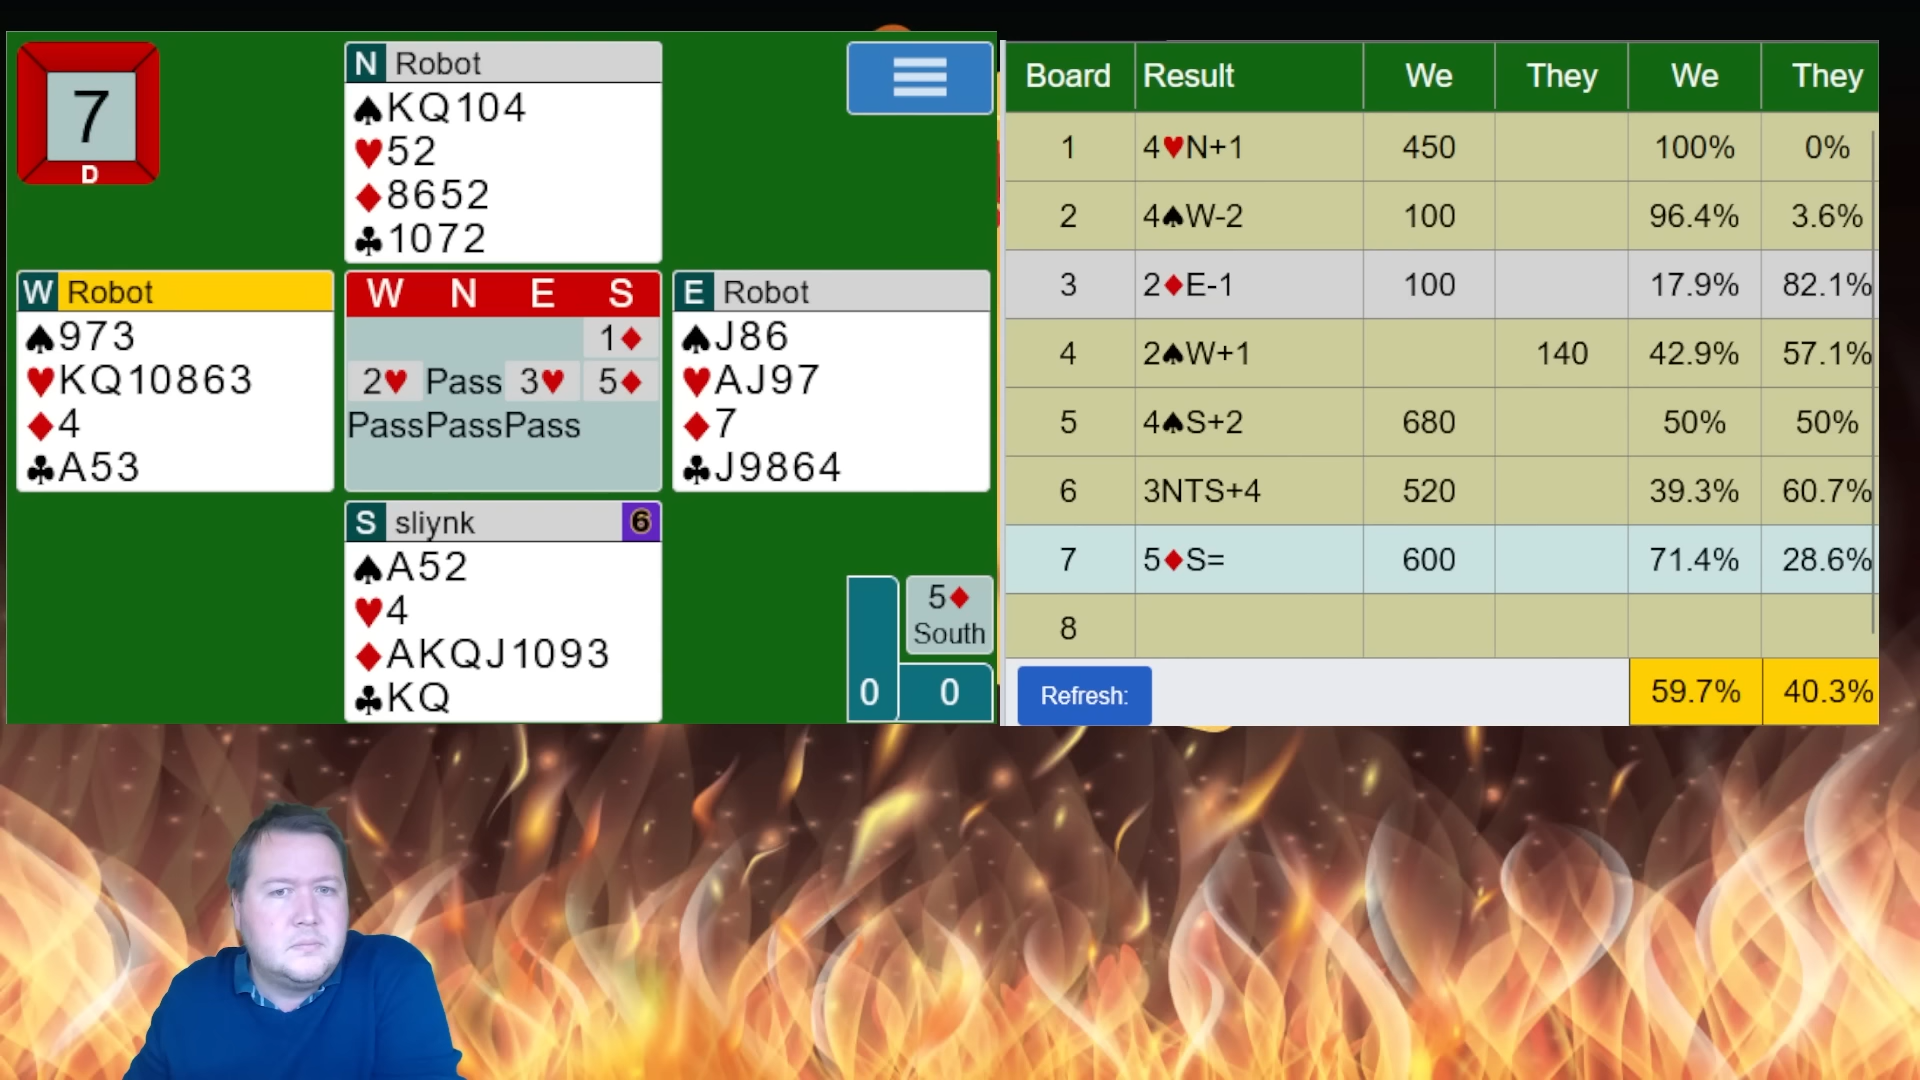 7
D
N Robot
♠KQ104
♥52
♦8652
♣1072
W Robot
♠973
♥KQ10863
♦4
♣A53
W N E S
1♦
2♥ Pass 3♥ 5♦
Pass Pass Pass
E Robot
♠J86
♥AJ97
♦7
♣J9864
S sliynk 6
♠A52
♥4
♦AKQJ1093
♣KQ
5♦
South
0 0
Board Result We They We They
1 4♥N+1 450 100% 0%
2 4♠W-2 100 96.4% 3.6%
3 2♦E-1 100 17.9% 82.1%
4 2♠W+1 140 42.9% 57.1%
5 4♠S+2 680 50% 50%
6 3NTS+4 520 39.3% 60.7%
7 5♦S= 600 71.4% 28.6%
8
Refresh: 59.7% 40.3%